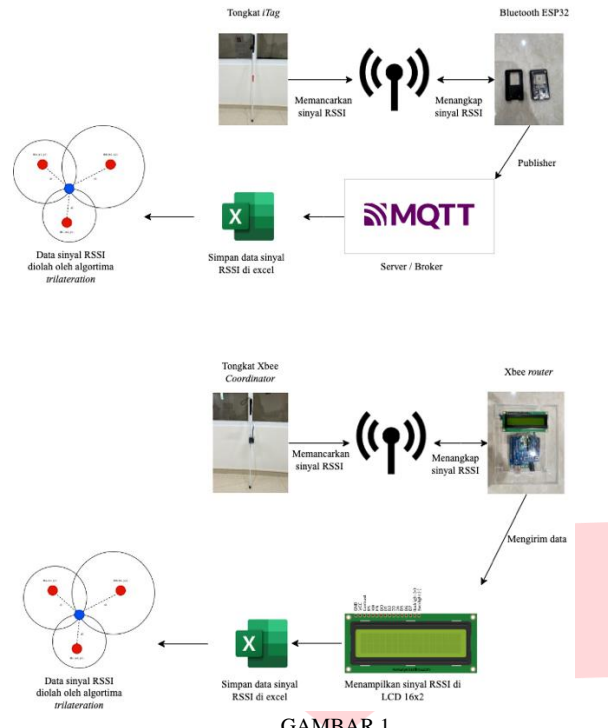 Tongkat iTag
Bluetooth ESP32
Memancarkan
sinyal RSSI
Menangkap
sinyal RSSI
Publisher
MQTT
Server / Broker
X
Simpan data sinyal
RSSI di excel
Data sinyal RSSI
diolah oleh algortima
trilateration
Tongkat Xbee
Coordinator
Xbee router
Memancarkan
sinyal RSSI
Menangkap
sinyal RSSI
Mengirim data
Menampilkan sinyal RSSI di
LCD 16x2
X
Simpan data sinyal
RSSI di excel
Data sinyal RSSI
diolah oleh algoritma
trilateration
GAMBAR 1